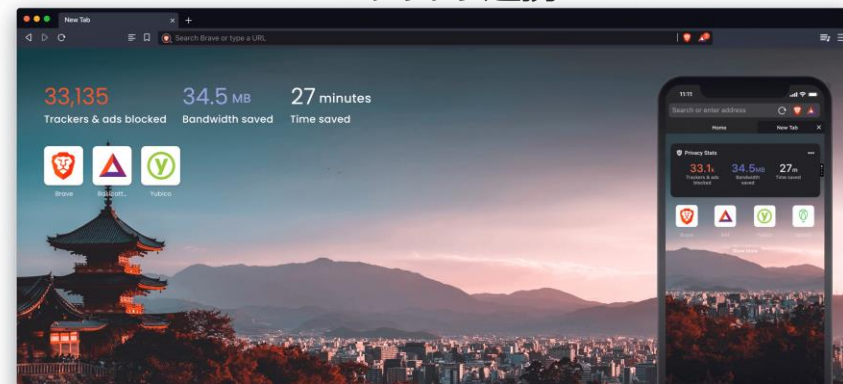 New Tab
Search Brave or type a URL
33,135
34.5 MB
27 minutes
Trackers & ads blocked
Bandwidth saved
Time saved
Brave
Yubico
11:11
Search or enter address
Home
New Tab
Privacy Stats
33.1k
34.5MB
27m
Trackers & ads
blocked
Bandwidth
saved
Time saved